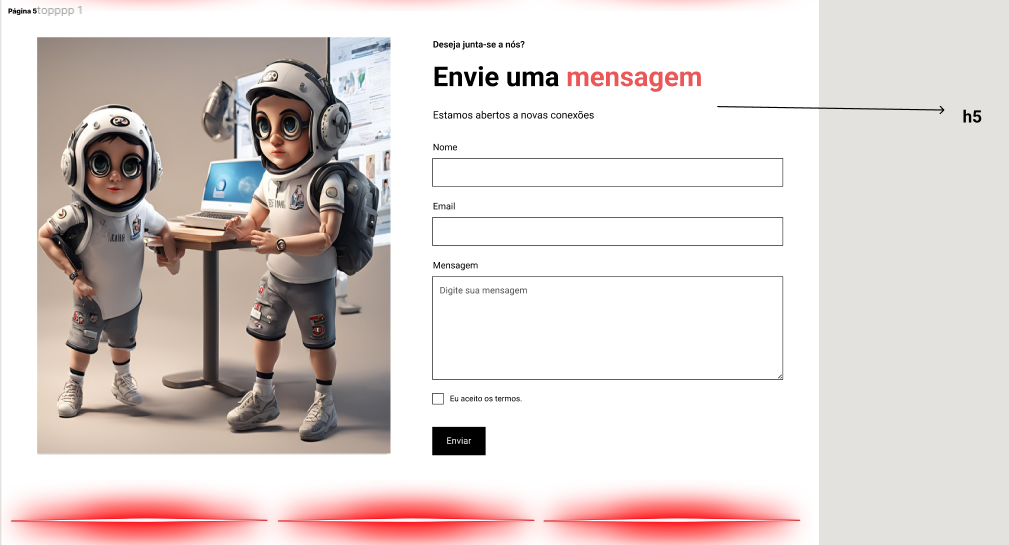 Página 5
topppp 1
Deseja junta-se a nós?
Envie uma mensagem
Estamos abertos a novas conexões
h5
Nome
Email
Mensagem
Digite sua mensagem
Eu aceito os termos.
Enviar